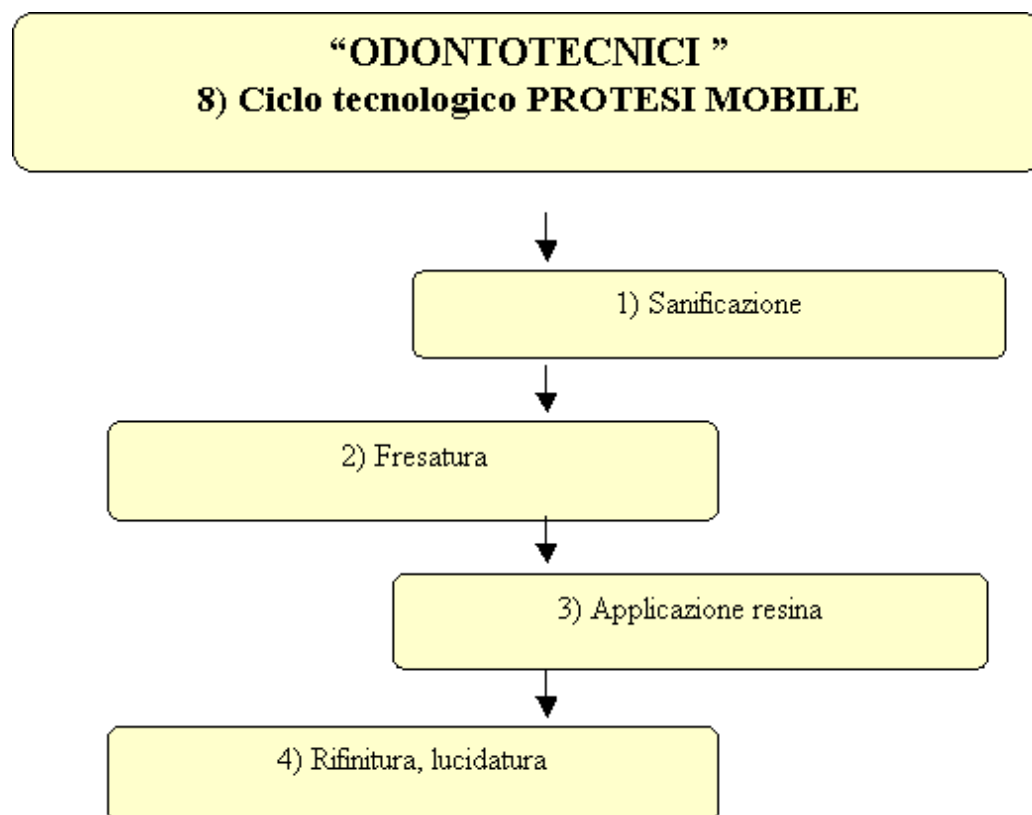 “ODONTOTECNICI ”
8) Ciclo tecnologico PROTESI MOBILE
1) Sanificazione
2) Fresatura
3) Applicazione resina
4) Rifinitura, lucidatura